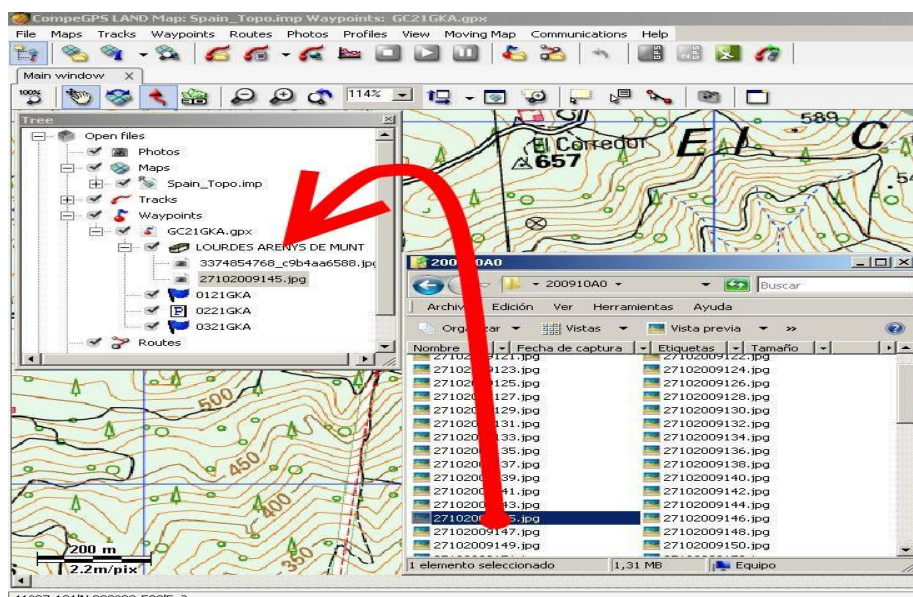 CompeGPS LAND Map: Spain_Topo.imp Waypoints: GC21GKA.gpx
File Maps Tracks Waypoints Routes Photos Profiles View Moving Map Communications Help
Main window X
100%
114%
Tree
Open files
Photos
Maps
Spain_Topo.imp
Tracks
Waypoints
GC21GKA.gpx
LOURDES ARENYS DE MUNT
3374854768_c9b4aa6588.jpg
27102009145.jpg
0121GKA
0221GKA
0321GKA
Routes
El Corredor
657
E L C
589
54
500
450
400
350
200 m
2.2m/pix
200910A0
200910A0
Buscar
Edición Ver Herramientas Ayuda
Vistas Vista previa »
Nombre Fecha de captura Etiquetas Tamaño
27102009122.jpg
27102009124.jpg
27102009126.jpg
27102009128.jpg
27102009130.jpg
27102009132.jpg
27102009134.jpg
27102009136.jpg
27102009138.jpg
27102009140.jpg
27102009142.jpg
27102009144.jpg
27102009146.jpg
27102009147.jpg 27102009148.jpg
27102009149.jpg 27102009150.jpg
1 elemento seleccionado 1,31 MB Equipo